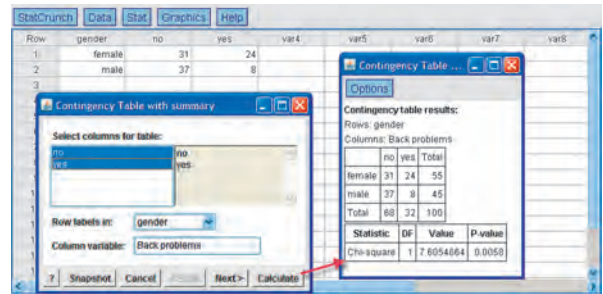 StatCrunch Data Stat Graphics Help
Row gender no yes var4 var5 var6 var7 var8
1 female 31 24
2 male 37 8
3
Contingency Table with summary
Select columns for table:
no no
yes yes
Row labels in: gender
Column variable: Back problems
? Snapshot Cancel Next> Calculate
Contingency Table ...
Options
Contingency table results:
Rows: gender
Columns: Back problems
no yes Total
female 31 24 55
male 37 8 45
Total 68 32 100
Statistic DF Value P-value
Chi-square 1 7.6054664 0.0058